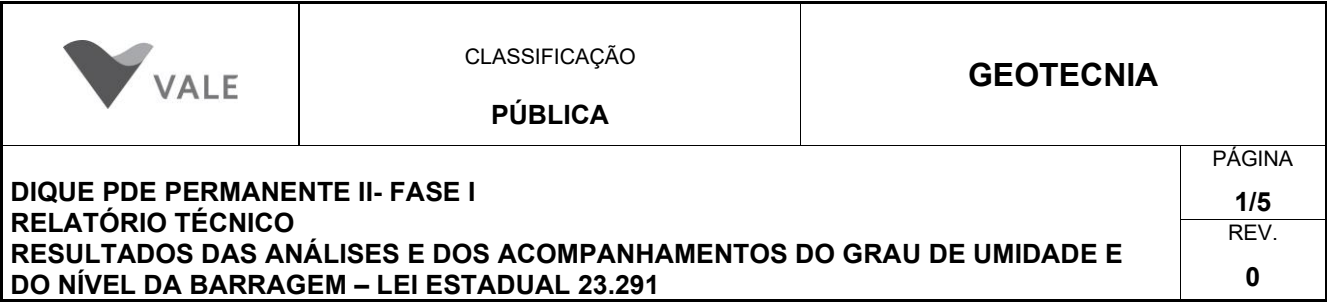 VALE
CLASSIFICAÇÃO
PÚBLICA
GEOTECNIA
DIQUE PDE PERMANENTE II- FASE I
RELATÓRIO TÉCNICO
RESULTADOS DAS ANÁLISES E DOS ACOMPANHAMENTOS DO GRAU DE UMIDADE E
DO NÍVEL DA BARRAGEM – LEI ESTADUAL 23.291
PÁGINA
1/5
REV.
0